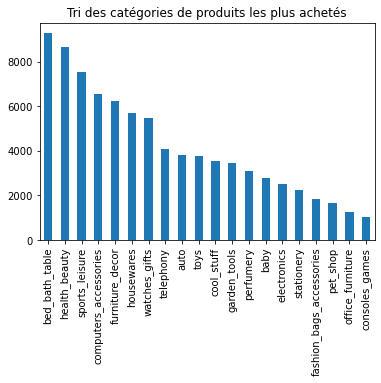 Tri des catégories de produits les plus achetés
8000
6000
4000
2000
0
bed_bath_table
health_beauty
sports_leisure
computers_accessories
furniture_decor
housewares
watches_gifts
telephony
auto
toys
cool_stuff
garden_tools
perfumery
baby
electronics
stationery
fashion_bags_accessories
pet_shop
office_furniture
consoles_games